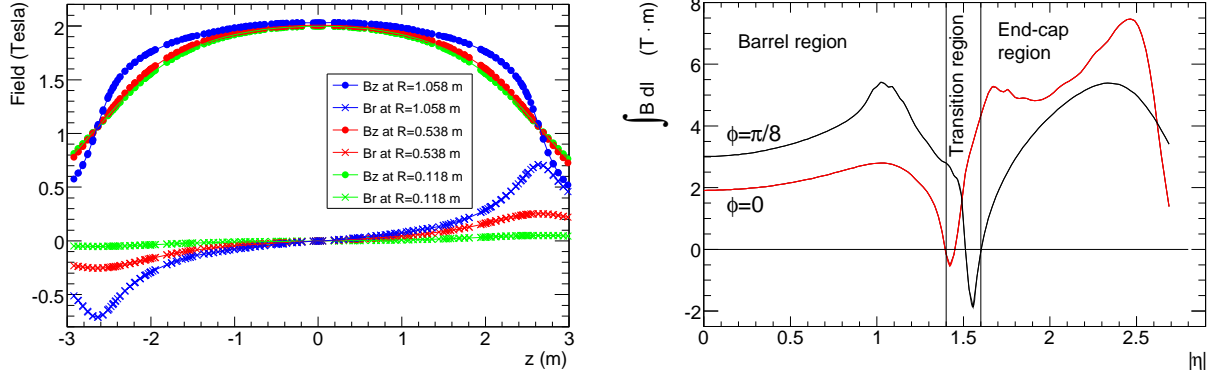 Field (Tesla)
2
1.5
1
0.5
0
-0.5
Bz at R=1.058 m
Br at R=1.058 m
Bz at R=0.538 m
Br at R=0.538 m
Bz at R=0.118 m
Br at R=0.118 m
-3 -2 -1 0 1 2 3
z (m)
∫B dl (T · m)
8
6
4
2
0
-2
Barrel region
Transition region
End-cap
region
ϕ=π/8
ϕ=0
0 0.5 1 1.5 2 2.5
|η|